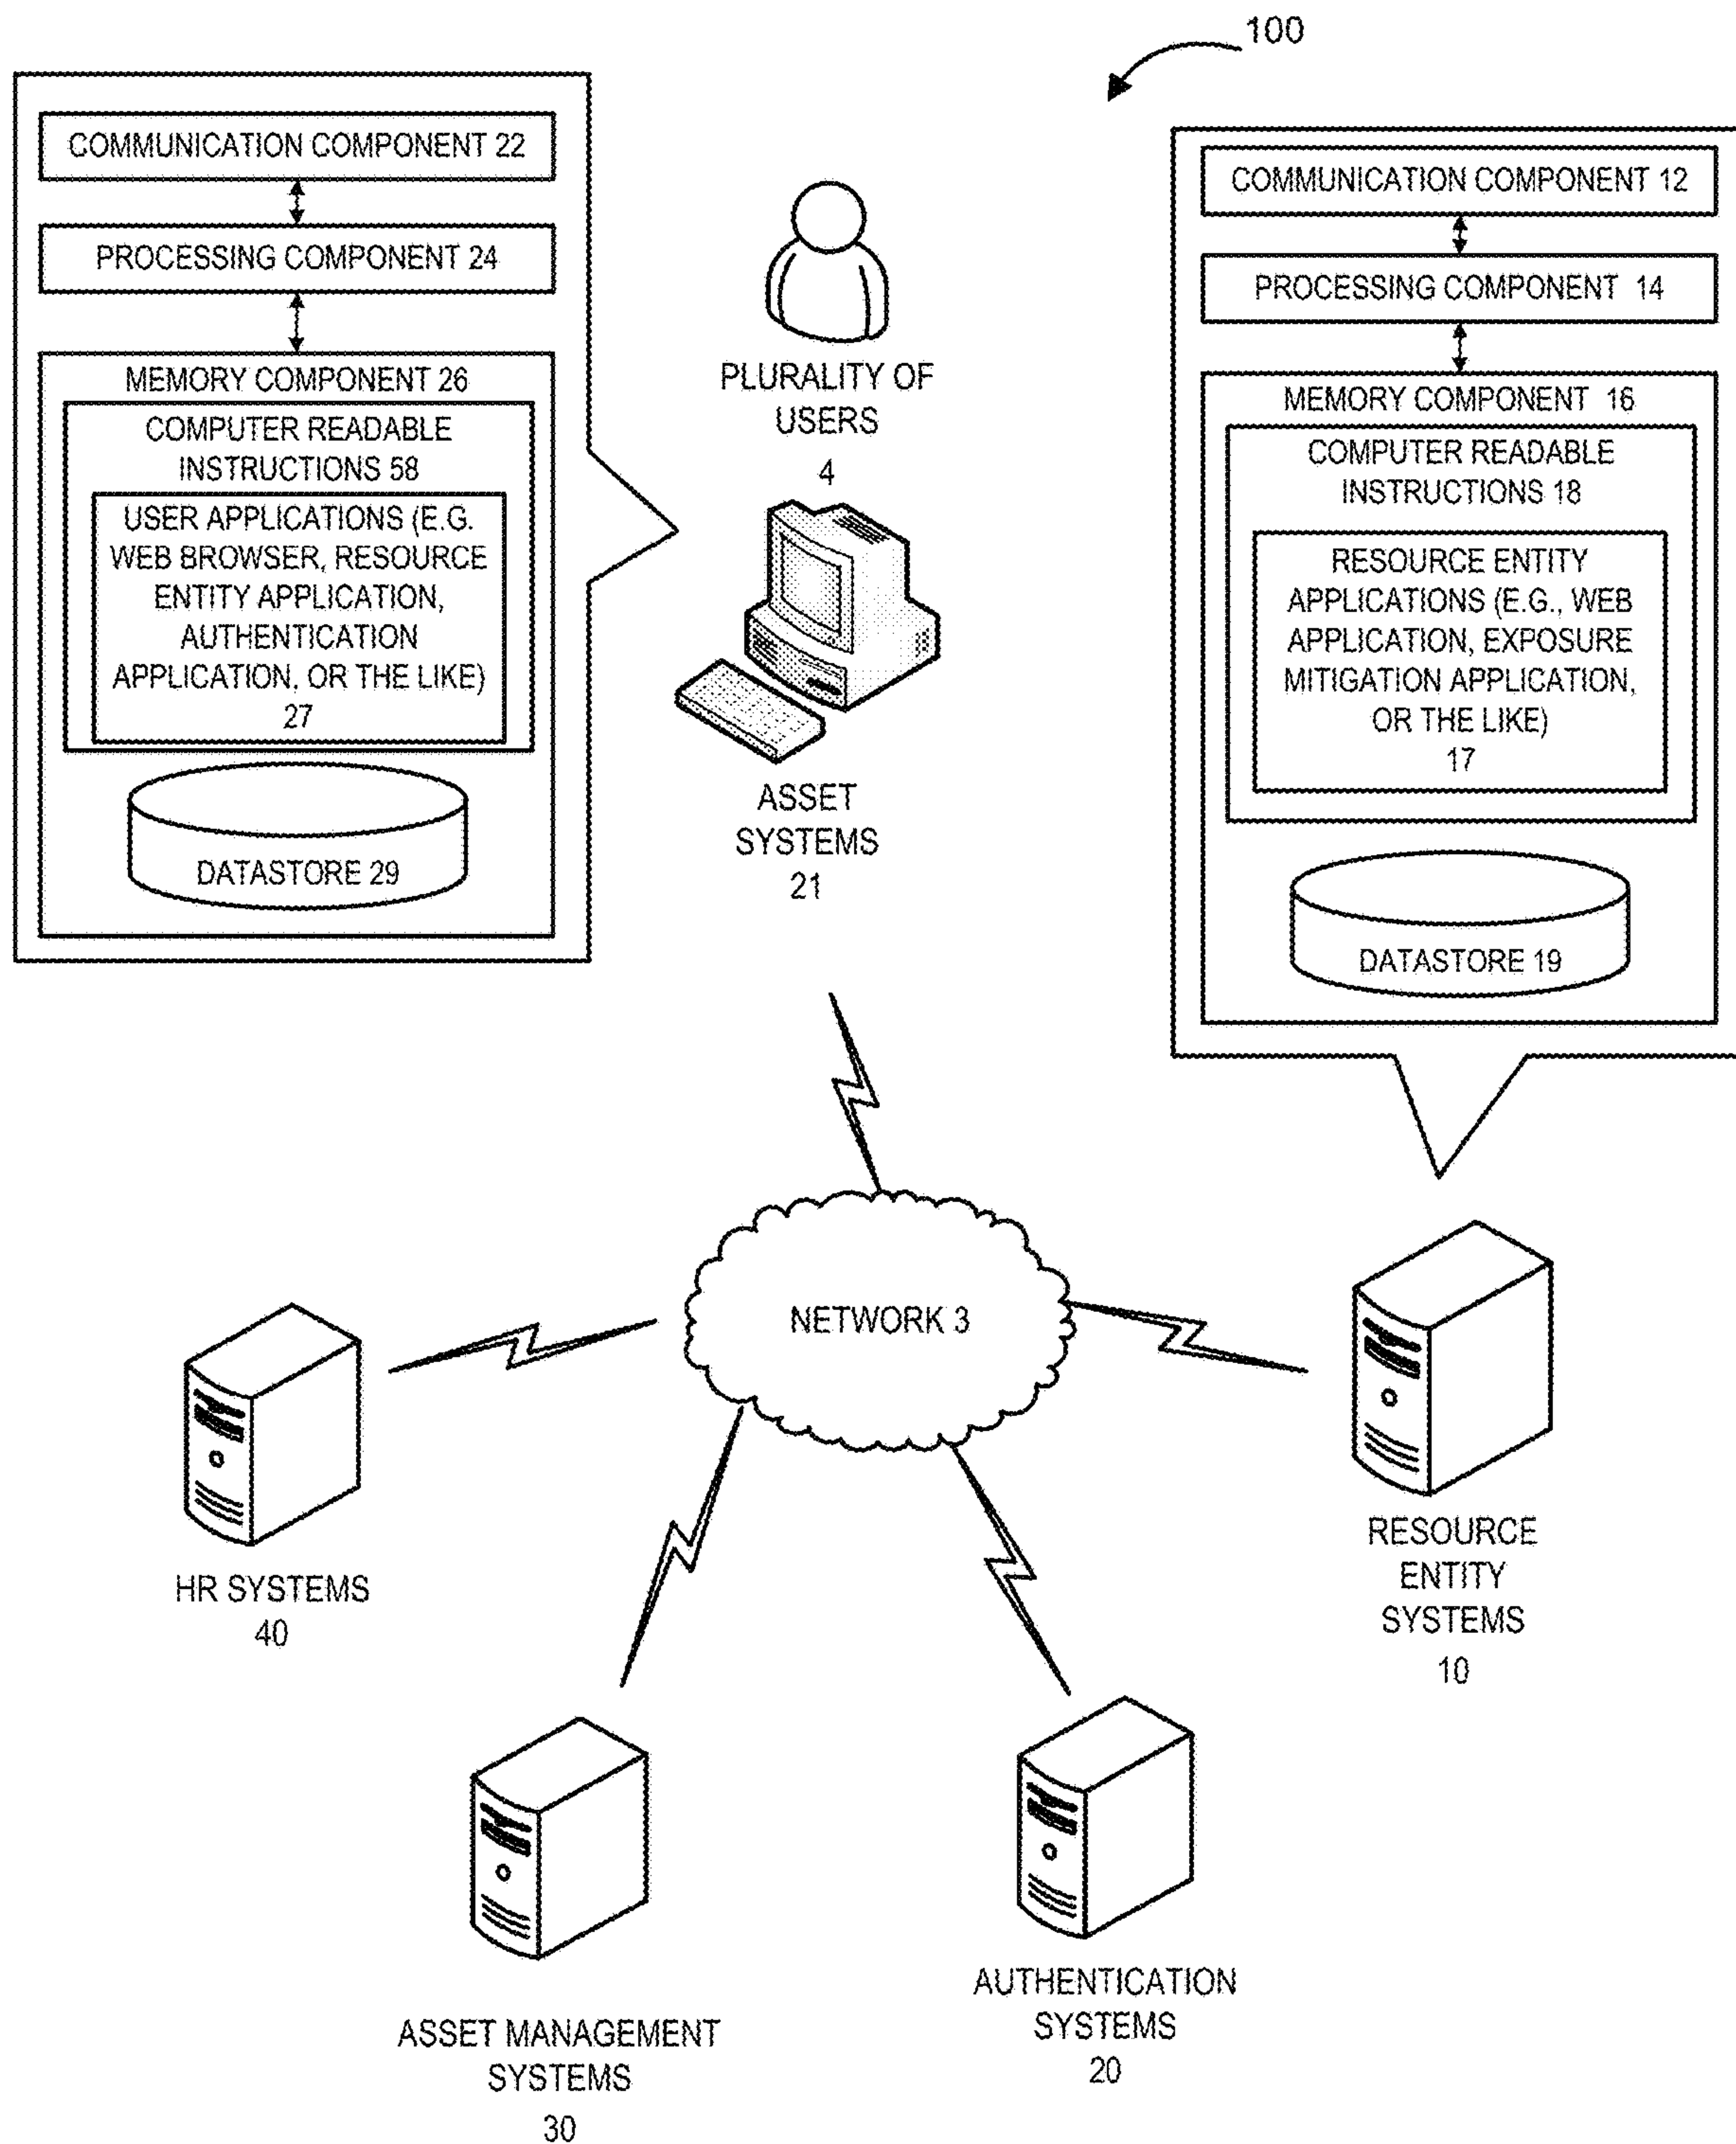 100
COMMUNICATION COMPONENT 22
PROCESSING COMPONENT 24
MEMORY COMPONENT 26
COMPUTER READABLE
INSTRUCTIONS 58
USER APPLICATIONS (E.G.
WEB BROWSER, RESOURCE
ENTITY APPLICATION,
AUTHENTICATION
APPLICATION, OR THE LIKE)
27
DATASTORE 29
PLURALITY OF
USERS
4
ASSET
SYSTEMS
21
COMMUNICATION COMPONENT 12
PROCESSING COMPONENT 14
MEMORY COMPONENT 16
COMPUTER READABLE
INSTRUCTIONS 18
RESOURCE ENTITY
APPLICATIONS (E.G., WEB
APPLICATION, EXPOSURE
MITIGATION APPLICATION,
OR THE LIKE)
17
DATASTORE 19
NETWORK 3
HR SYSTEMS
40
RESOURCE
ENTITY
SYSTEMS
10
ASSET MANAGEMENT
SYSTEMS
30
AUTHENTICATION
SYSTEMS
20